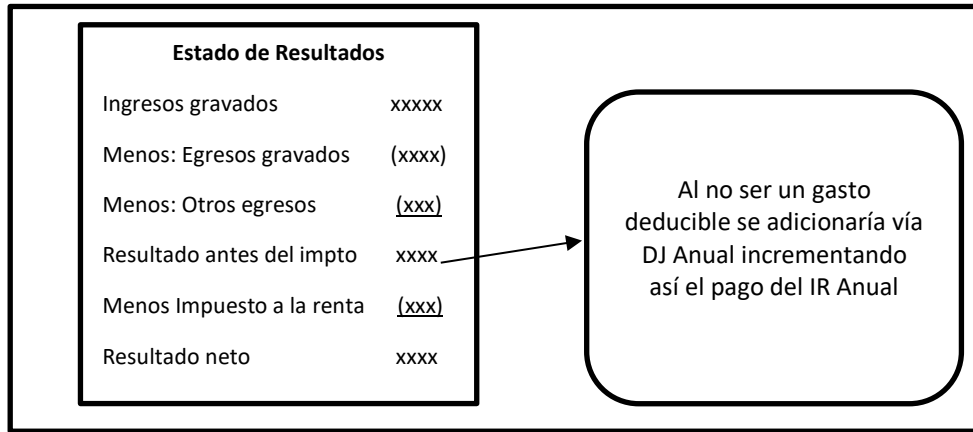 Estado de Resultados
Ingresos gravados xxxxx
Menos: Egresos gravados (xxxx)
Menos: Otros egresos (xxx)
Resultado antes del impto xxxx
Menos Impuesto a la renta (xxx)
Resultado neto xxxx
Al no ser un gasto
deducible se adicionaría vía
DJ Anual incrementando
así el pago del IR Anual